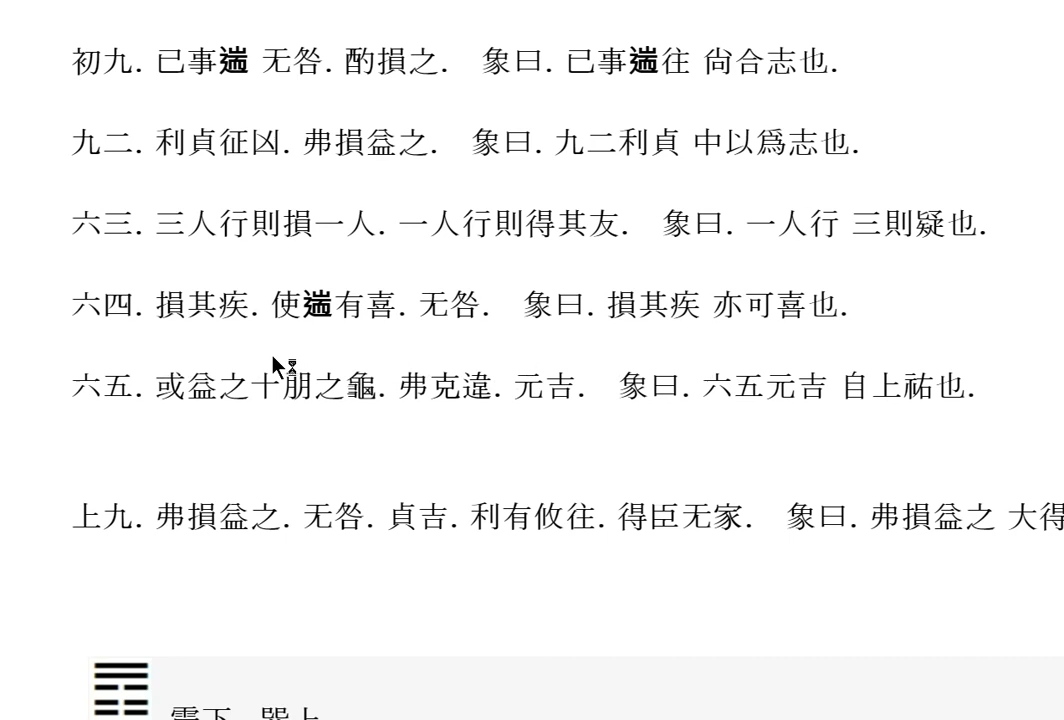 初九. 已事遄 无咎. 酌損之. 象曰. 已事遄往 尙合志也.
九二. 利貞征凶. 弗損益之. 象曰. 九二利貞 中以爲志也.
六三. 三人行則損一人. 一人行則得其友. 象曰. 一人行 三則疑也.
六四. 損其疾. 使遄有喜. 无咎. 象曰. 損其疾 亦可喜也.
六五. 或益之十朋之龜. 弗克違. 元吉. 象曰. 六五元吉 自上祐也.
上九. 弗損益之. 无咎. 貞吉. 利有攸往. 得臣无家. 象曰. 弗損益之 大得
震下 巽上